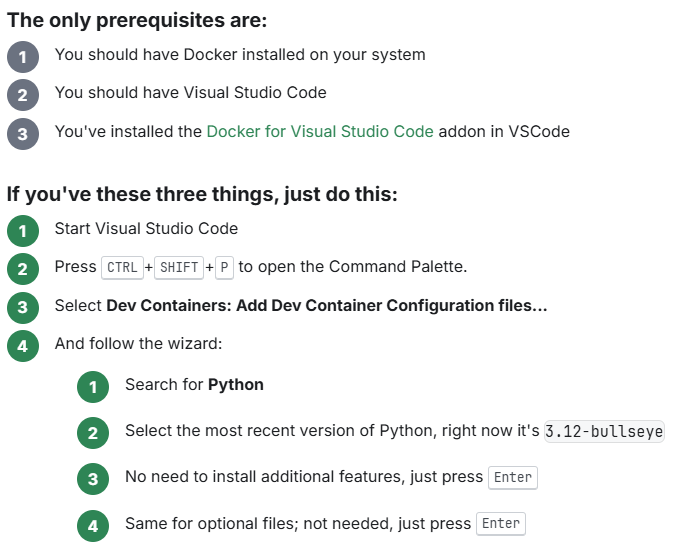 The only prerequisites are:
1 You should have Docker installed on your system
2 You should have Visual Studio Code
3 You've installed the Docker for Visual Studio Code addon in VSCode
If you've these three things, just do this:
1 Start Visual Studio Code
2 Press CTRL+SHIFT+P to open the Command Palette.
3 Select Dev Containers: Add Dev Container Configuration files...
4 And follow the wizard:
1 Search for Python
2 Select the most recent version of Python, right now it's 3.12-bullseye
3 No need to install additional features, just press Enter
4 Same for optional files; not needed, just press Enter